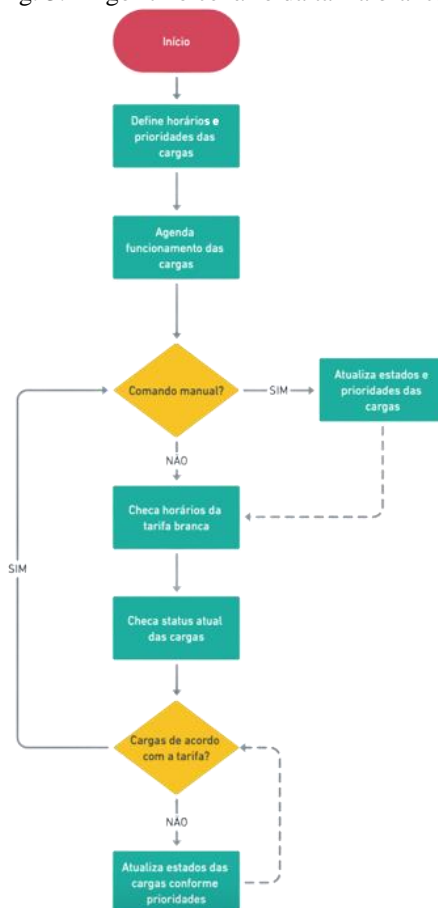 Início
Define horários e
prioridades das
cargas
Agenda
funcionamento das
cargas
Comando manual?
SIM
Atualiza estados e
prioridades das
cargas
NÃO
Checa horários da
tarifa branca
SIM
Checa status atual
das cargas
Cargas de acordo
com a tarifa?
NÃO
Atualiza estados das
cargas conforme
prioridades